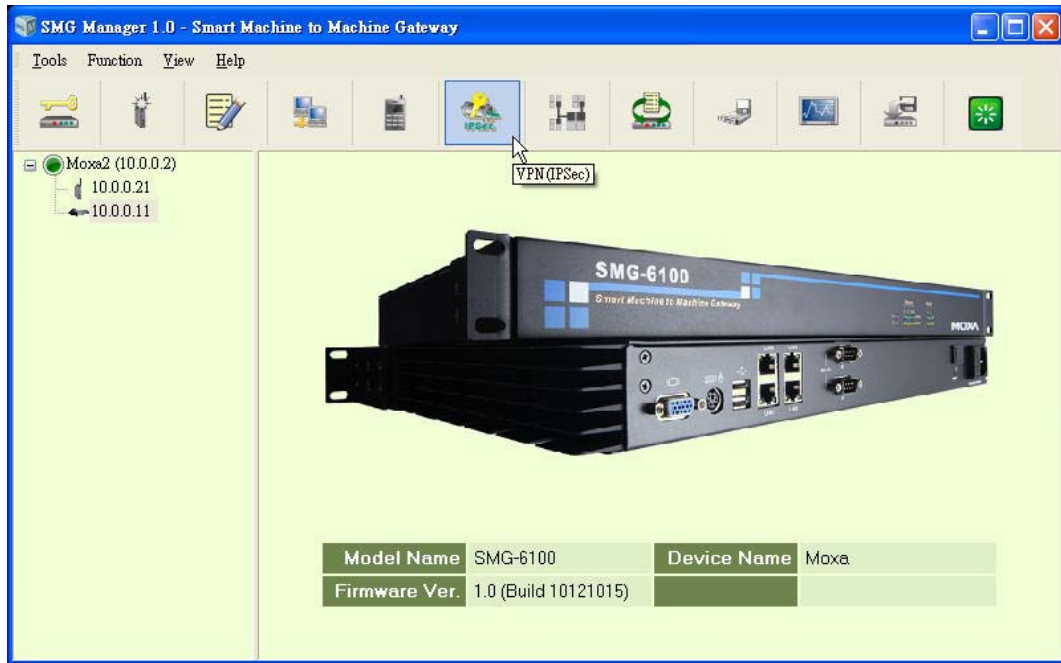 SMG Manager 1.0 - Smart Machine to Machine Gateway
Tools Function View Help
IPSec
VPN(IPSec)
Moxa2 (10.0.0.2)
10.0.0.21
10.0.0.11
SMG-6100
Smart Machine to Machine Gateway
MOXA
Model Name SMG-6100 Device Name Moxa
Firmware Ver. 1.0 (Build 10121015)